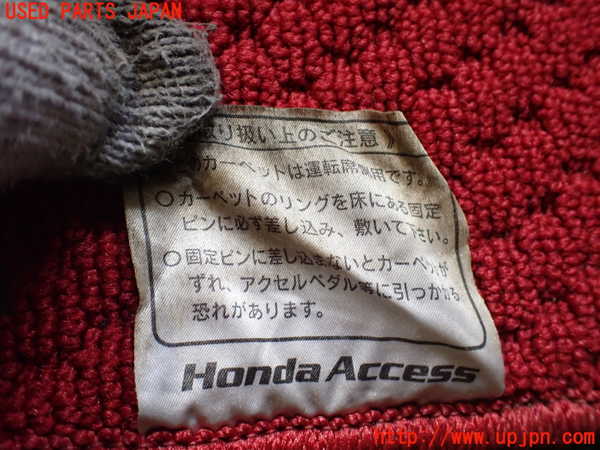 USED PARTS JAPAN
取り扱い上のご注意 》
のカーペットは運転席専用です。
○カーペットのリングを床にある固定
ピンに必ず差し込み、敷いて下さい。
○固定ピンに差し込まないとカーペットが
ずれ、アクセルペダル等に引つかかる
恐れがあります。
Honda Access
http://www.upjpn.com/